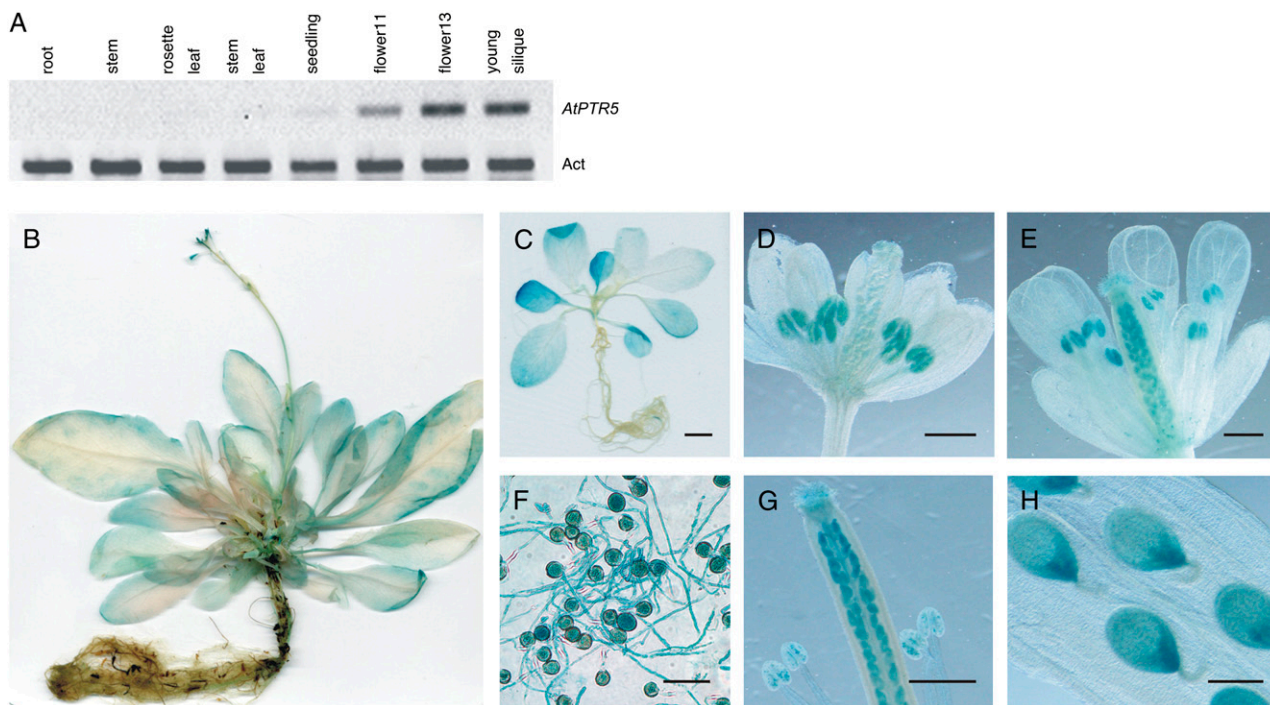 A
root
stem
rosette
leaf
stem
leaf
seedling
flower11
flower13
young
silique
AtPTR5
Act
B
C
D
E
F
G
H